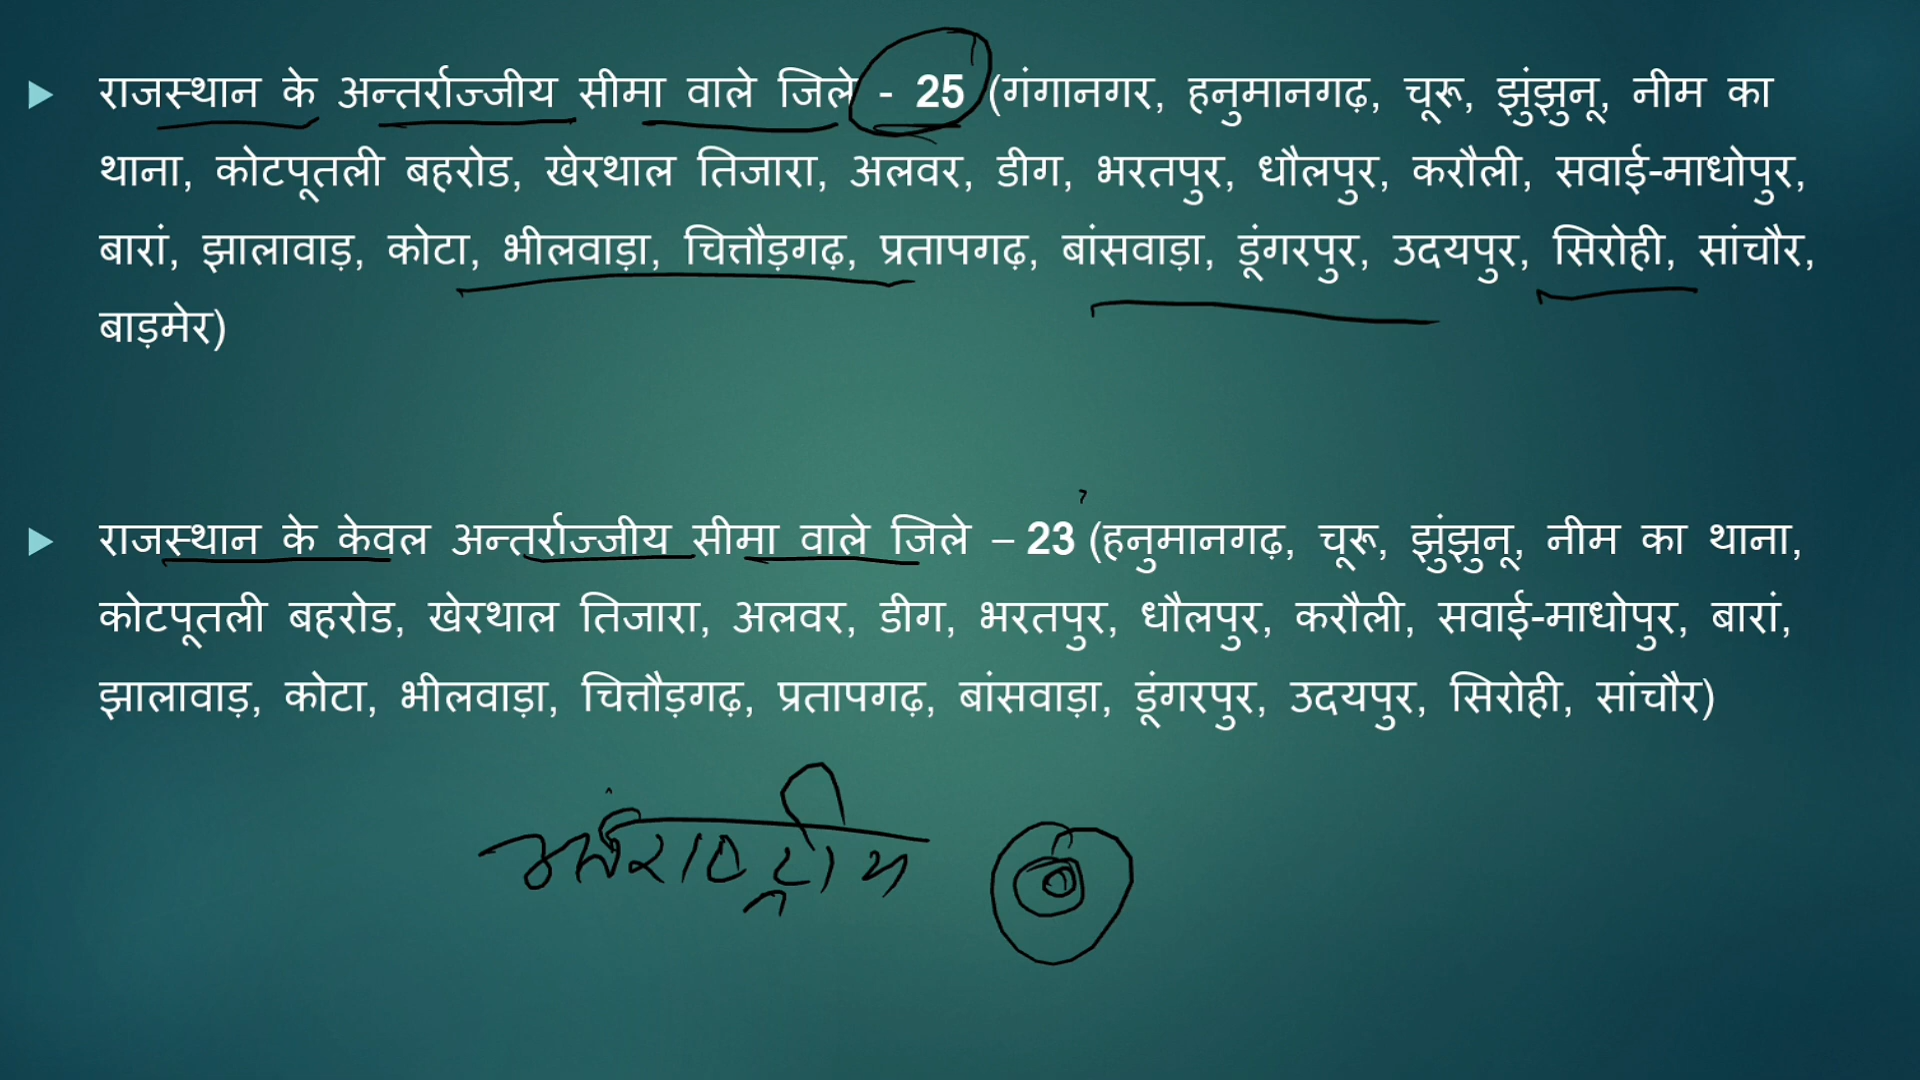 राजस्थान के अन्तर्राज्जीय सीमा वाले जिले - 25 (गंगानगर, हनुमानगढ़, चूरू, झुंझुनू, नीम का
थाना, कोटपूतली बहरोड, खेरथाल तिजारा, अलवर, डीग, भरतपुर, धौलपुर, करौली, सवाई-माधोपुर,
बारां, झालावाड़, कोटा, भीलवाड़ा, चित्तौड़गढ़, प्रतापगढ़, बांसवाड़ा, डूंगरपुर, उदयपुर, सिरोही, सांचौर,
बाड़मेर)
राजस्थान के केवल अन्तर्राज्जीय सीमा वाले जिले – 23 (हनुमानगढ़, चूरू, झुंझुनू, नीम का थाना,
कोटपूतली बहरोड, खेरथाल तिजारा, अलवर, डीग, भरतपुर, धौलपुर, करौली, सवाई-माधोपुर, बारां,
झालावाड़, कोटा, भीलवाड़ा, चित्तौड़गढ़, प्रतापगढ़, बांसवाड़ा, डूंगरपुर, उदयपुर, सिरोही, सांचौर)